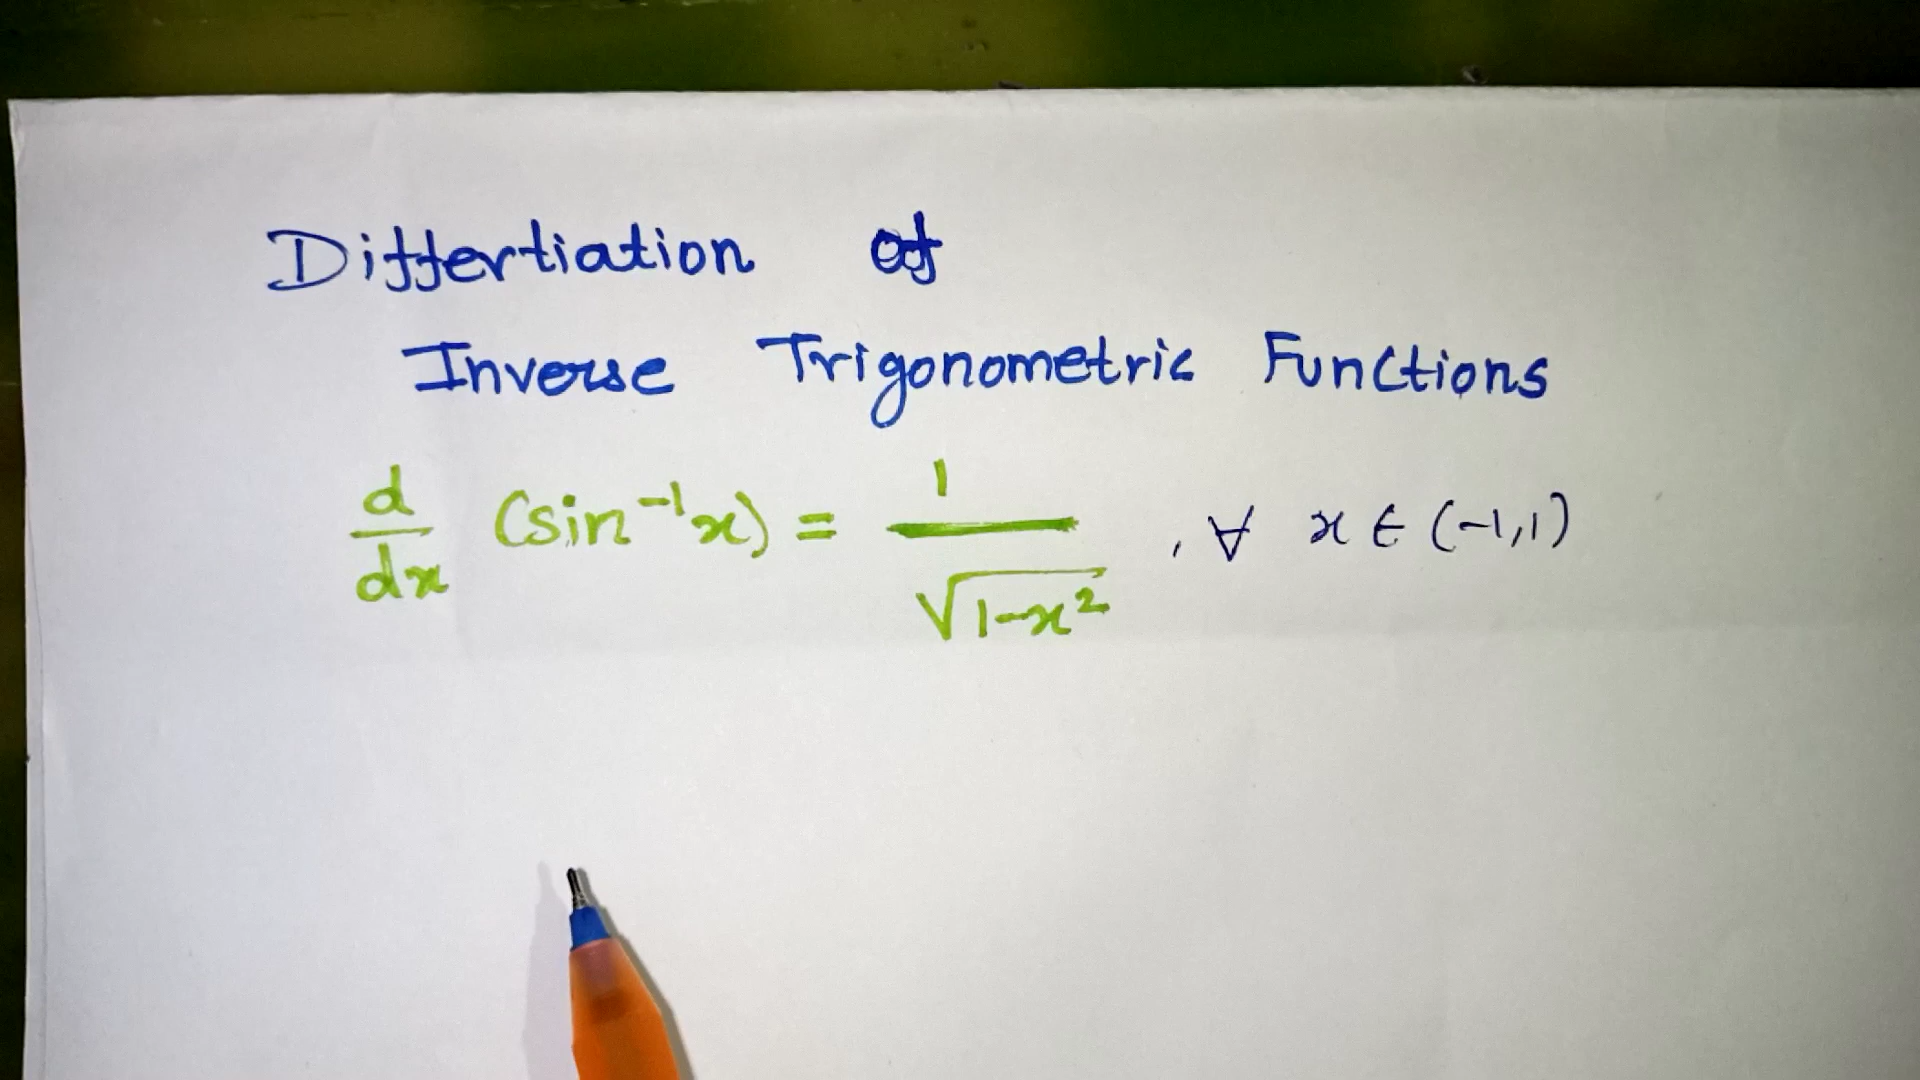 Differtiation of
Inverse Trigonometric Functions
d/dx (sin⁻¹x) = 1/√(1-x²) , ∀ x ∈ (-1,1)